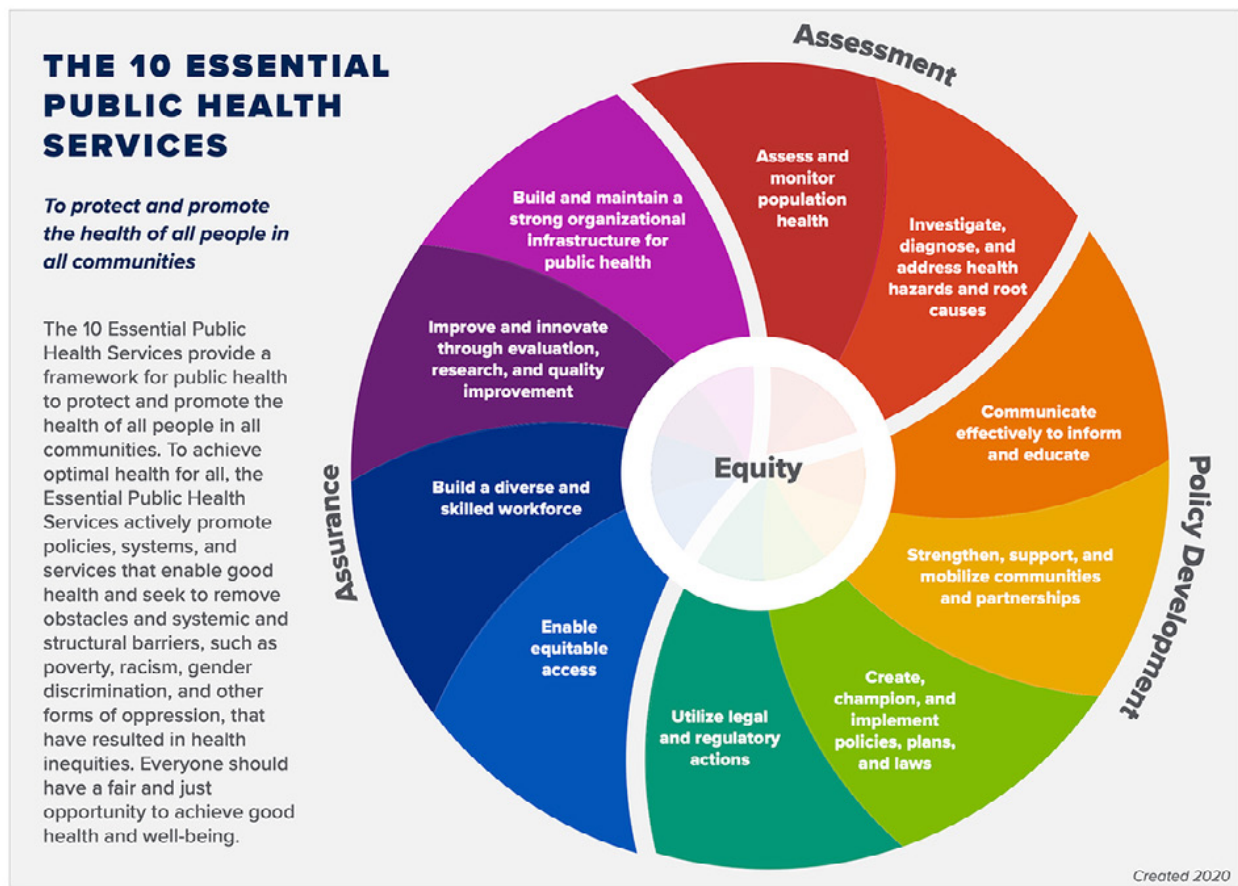 THE 10 ESSENTIAL
PUBLIC HEALTH
SERVICES
To protect and promote
the health of all people in
all communities
The 10 Essential Public
Health Services provide a
framework for public health
to protect and promote the
health of all people in all
communities. To achieve
optimal health for all, the
Essential Public Health
Services actively promote
policies, systems, and
services that enable good
health and seek to remove
obstacles and systemic and
structural barriers, such as
poverty, racism, gender
discrimination, and other
forms of oppression, that
have resulted in health
inequities. Everyone should
have a fair and just
opportunity to achieve good
health and well-being.
Assessment
Assess and
monitor
population
health
Investigate,
diagnose, and
address health
hazards and root
causes
Policy Development
Communicate
effectively to inform
and educate
Strengthen, support, and
mobilize communities
and partnerships
Create,
champion, and
implement
policies, plans,
and laws
Utilize legal
and regulatory
actions
Assurance
Enable
equitable
access
Build a diverse and
skilled workforce
Improve and innovate
through evaluation,
research, and quality
improvement
Build and maintain a
strong organizational
infrastructure for
public health
Equity
Created 2020